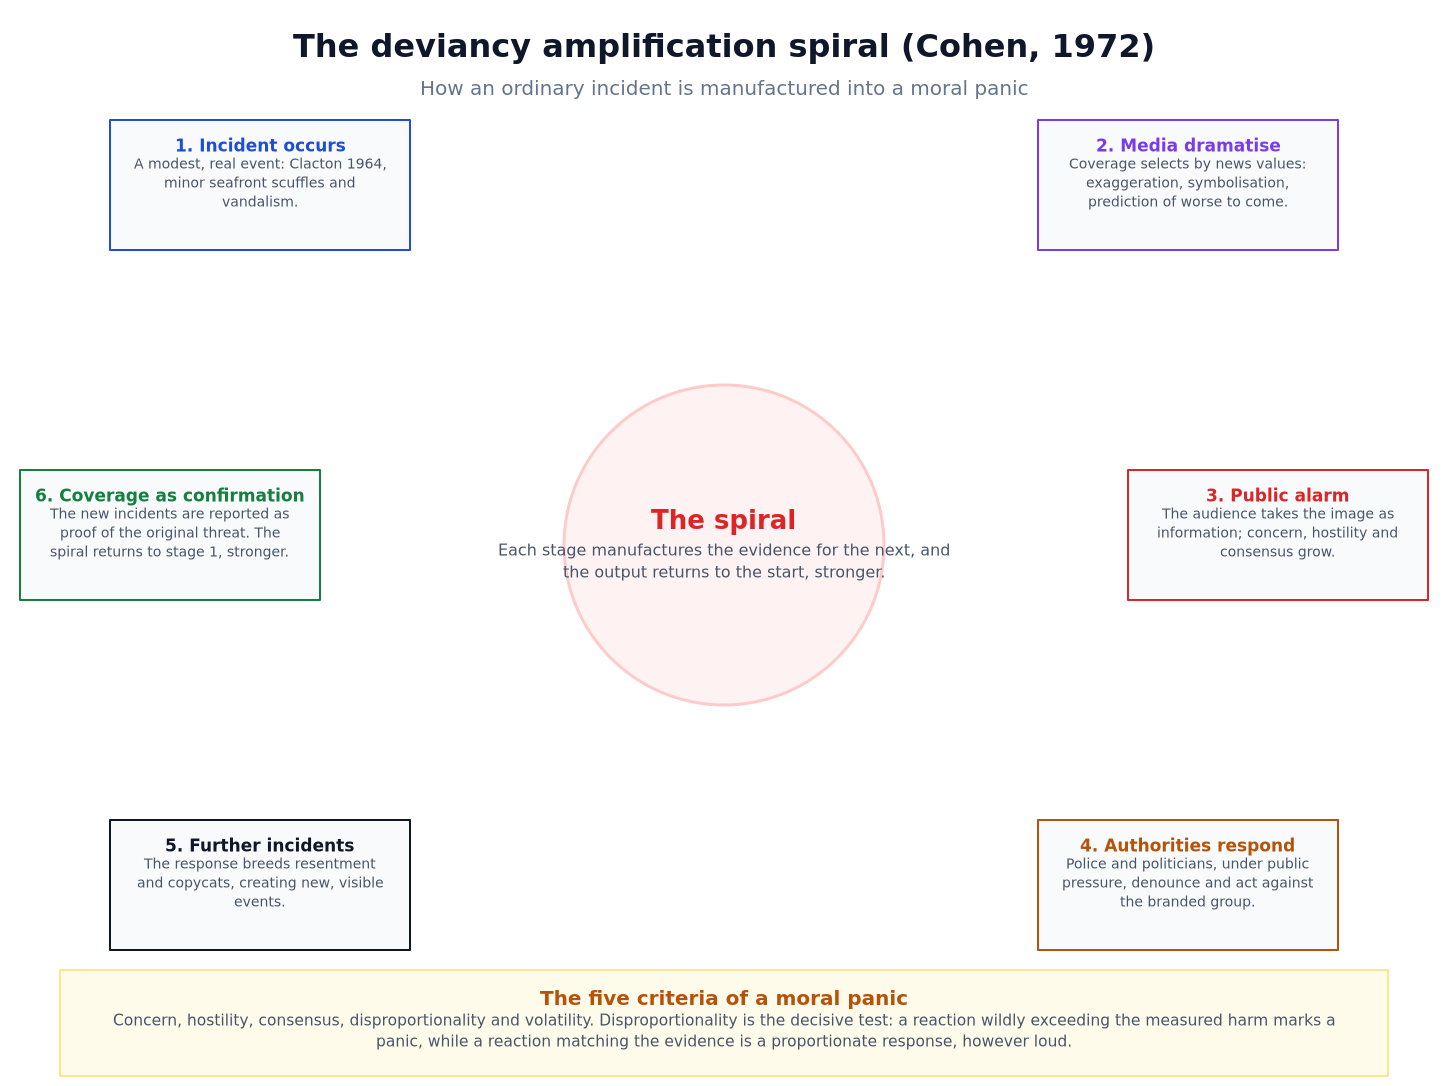 The deviancy amplification spiral (Cohen, 1972)
How an ordinary incident is manufactured into a moral panic
1. Incident occurs
A modest, real event: Clacton 1964,
minor seafront scuffles and
vandalism.
2. Media dramatise
Coverage selects by news values:
exaggeration, symbolisation,
prediction of worse to come.
3. Public alarm
The audience takes the image as
information; concern, hostility and
consensus grow.
4. Authorities respond
Police and politicians, under public
pressure, denounce and act against
the branded group.
5. Further incidents
The response breeds resentment
and copycats, creating new, visible
events.
6. Coverage as confirmation
The new incidents are reported as
proof of the original threat. The
spiral returns to stage 1, stronger.
The spiral
Each stage manufactures the evidence for the next, and
the output returns to the start, stronger.
The five criteria of a moral panic
Concern, hostility, consensus, disproportionality and volatility. Disproportionality is the decisive test: a reaction wildly exceeding the measured harm marks a
panic, while a reaction matching the evidence is a proportionate response, however loud.